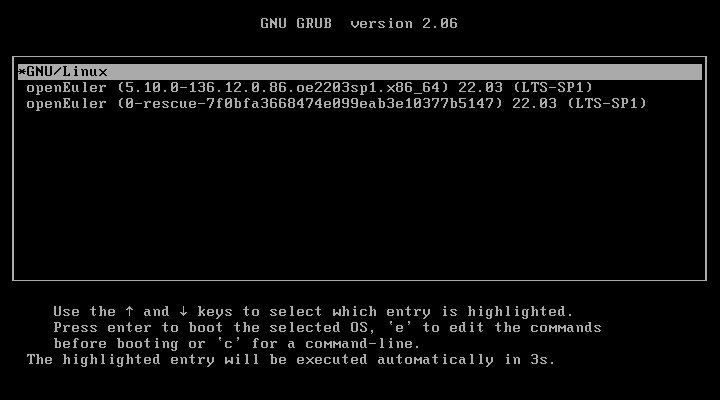 GNU GRUB  version 2.06
*GNU/Linux
openEuler (5.10.0-136.12.0.86.oe2203sp1.x86_64) 22.03 (LTS-SP1)
openEuler (0-rescue-7f0bfa3668474e099eab3e10377b5147) 22.03 (LTS-SP1)
Use the ↑ and ↓ keys to select which entry is highlighted.
Press enter to boot the selected OS, `e' to edit the commands
before booting or `c' for a command-line.
The highlighted entry will be executed automatically in 3s.